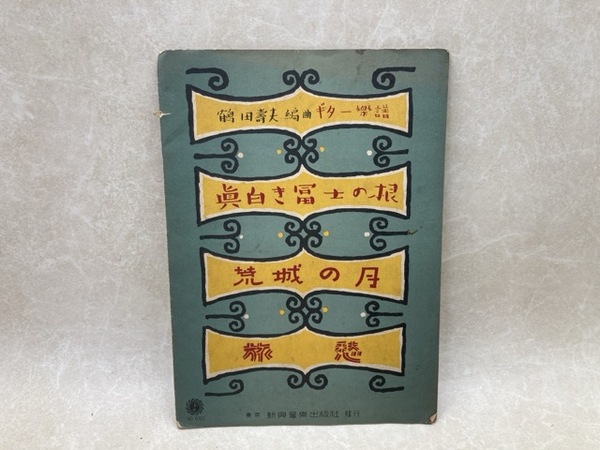 鶴田壽夫編曲ギター樂譜
眞白き冨士の根
荒城の月
旅愁
東京 新興音樂出版社 發行